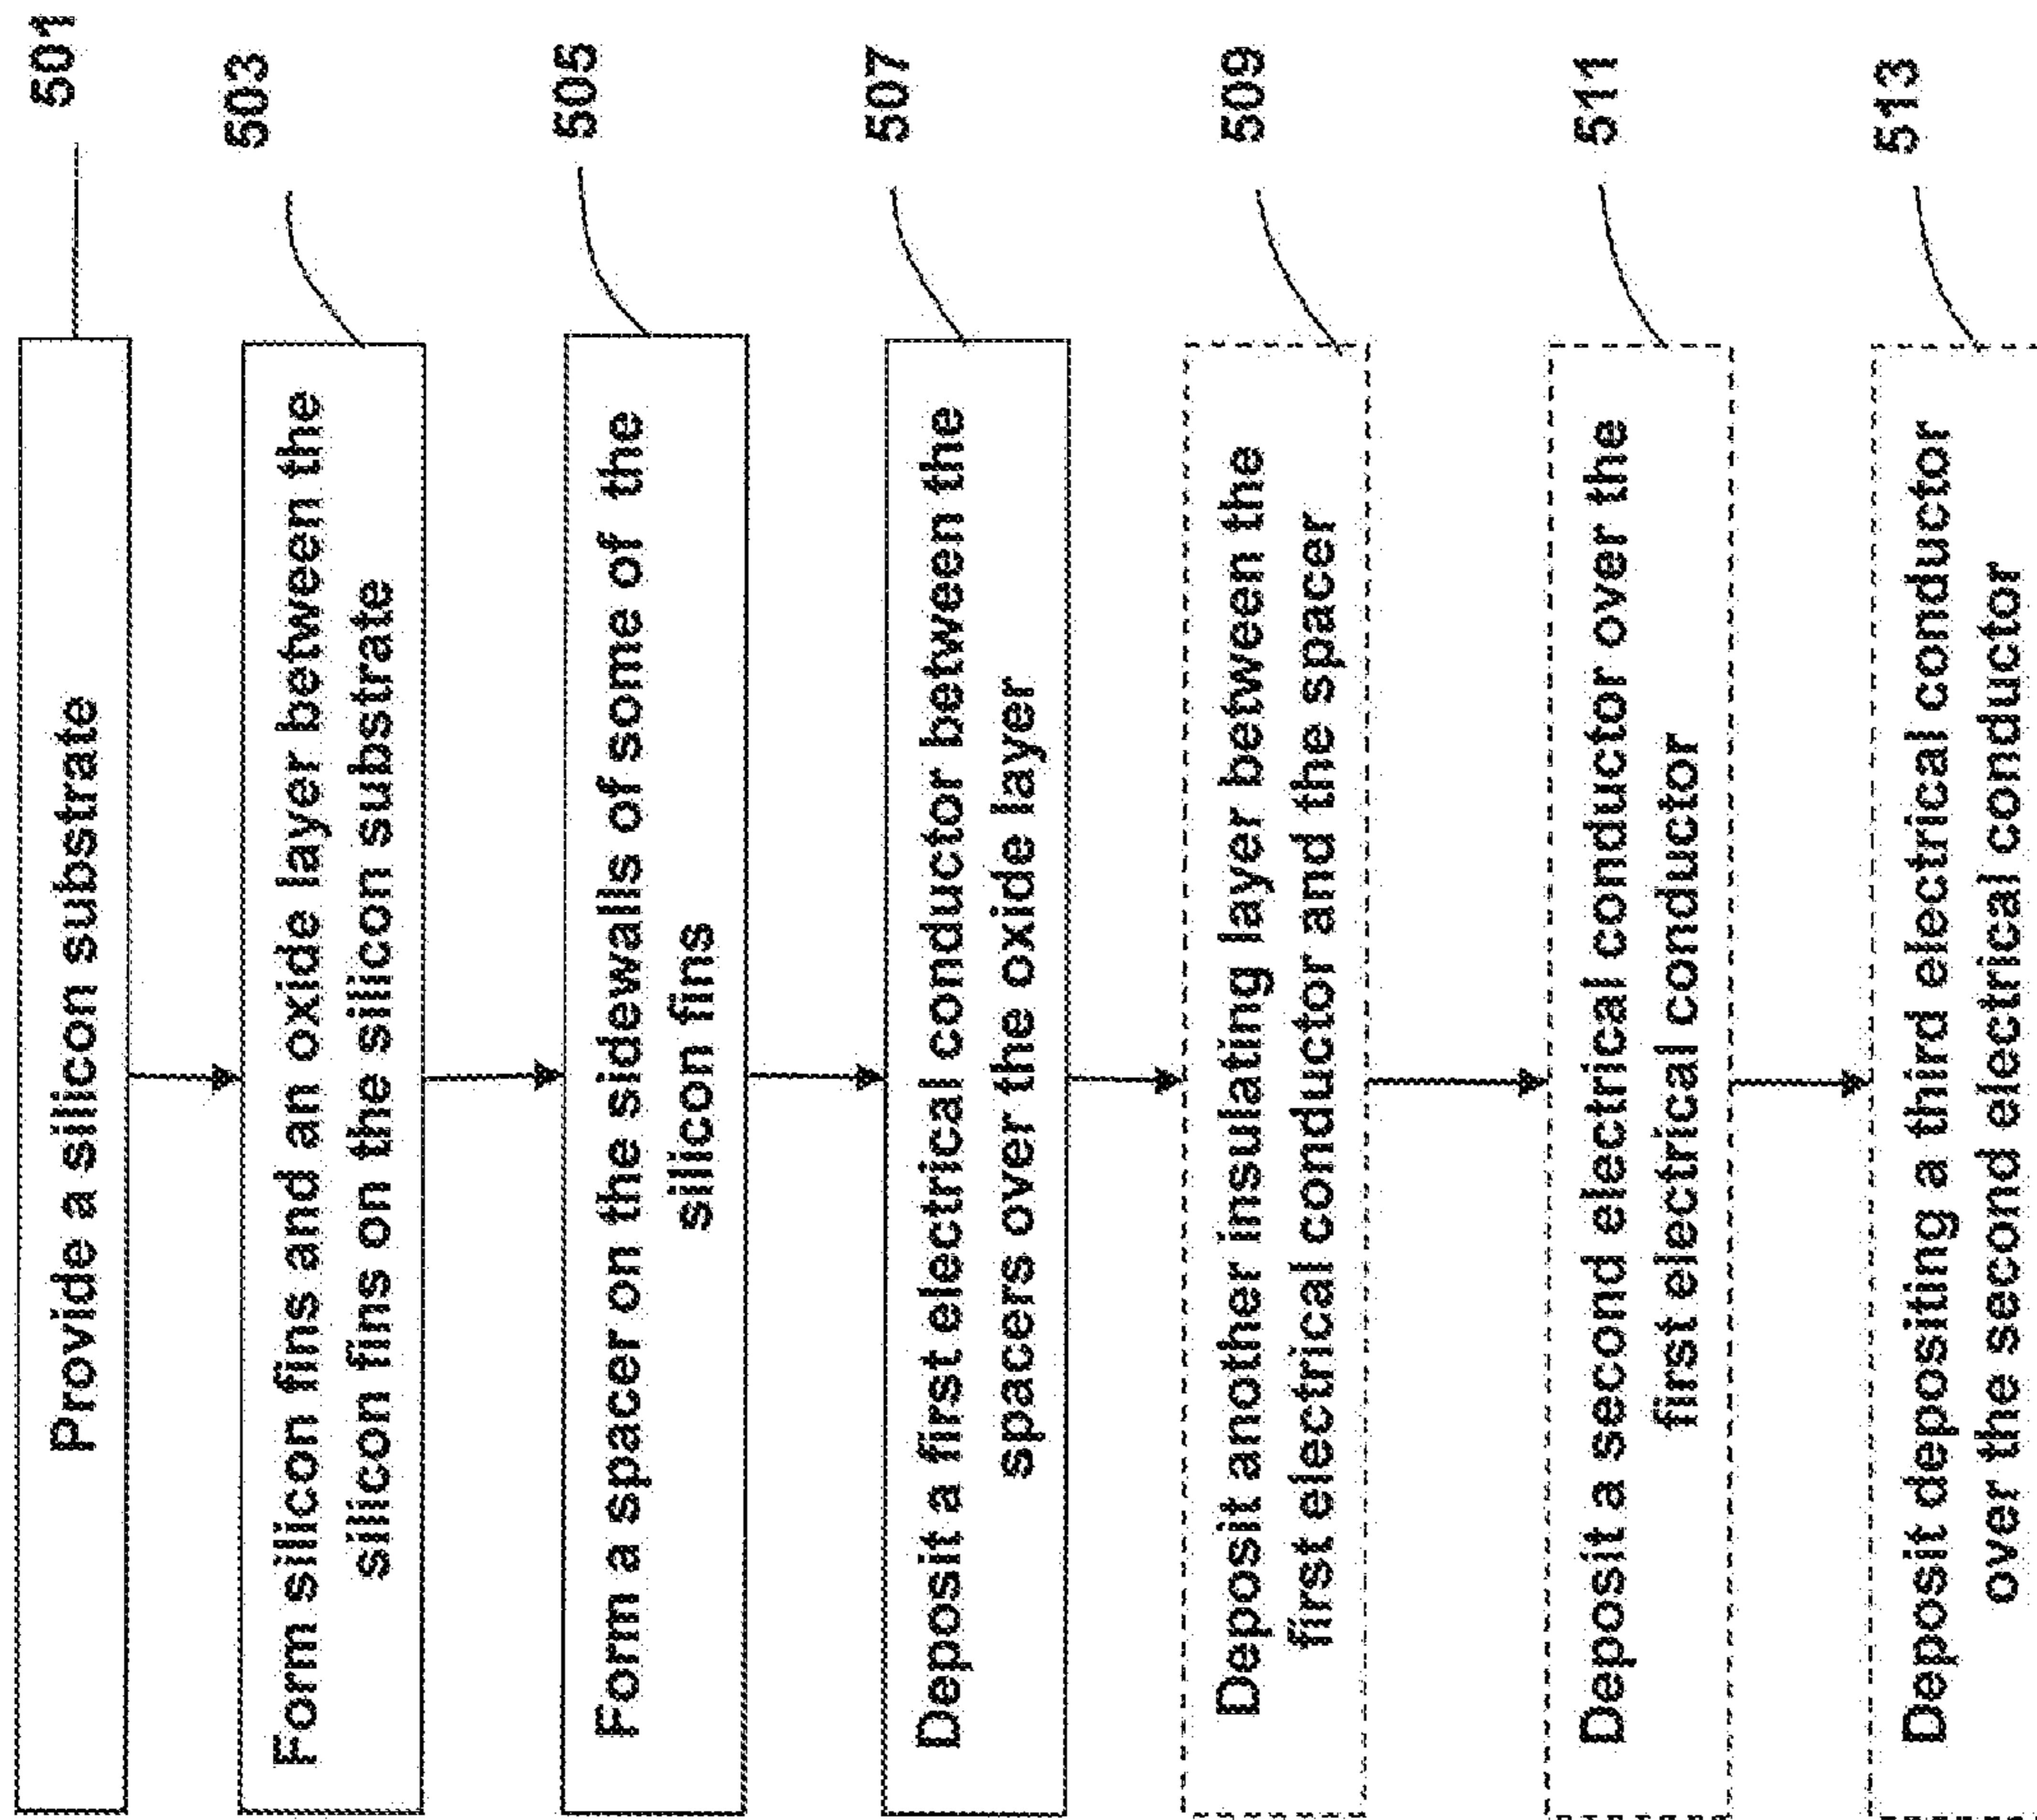 Provide a silicon substrate
501
Form silicon fins and an oxide layer between the
silicon fins on the silicon substrate
503
Form a spacer on the sidewalls of some of the
silicon fins
505
Deposit a first electrical conductor between the
spacers over the oxide layer
507
Deposit another insulating layer between the
first electrical conductor and the spacer
509
Deposit a second electrical conductor over the
first electrical conductor
511
Deposit depositing a third electrical conductor
over the second electrical conductor
513